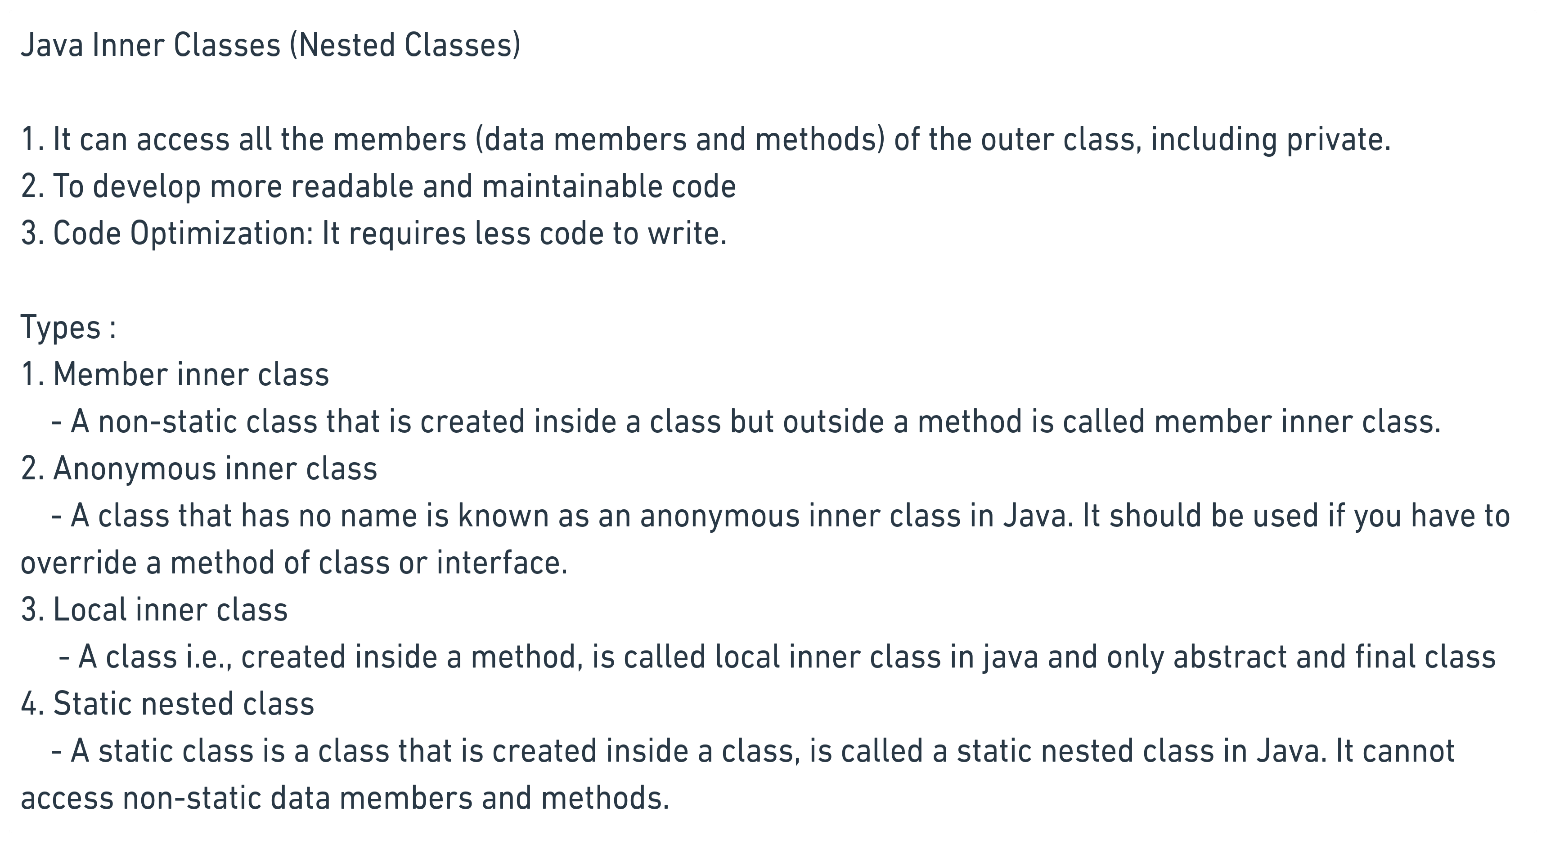 Java Inner Classes (Nested Classes)
1. It can access all the members (data members and methods) of the outer class, including private.
2. To develop more readable and maintainable code
3. Code Optimization: It requires less code to write.
Types :
1. Member inner class
- A non-static class that is created inside a class but outside a method is called member inner class.
2. Anonymous inner class
- A class that has no name is known as an anonymous inner class in Java. It should be used if you have to
override a method of class or interface.
3. Local inner class
- A class i.e., created inside a method, is called local inner class in java and only abstract and final class
4. Static nested class
- A static class is a class that is created inside a class, is called a static nested class in Java. It cannot
access non-static data members and methods.